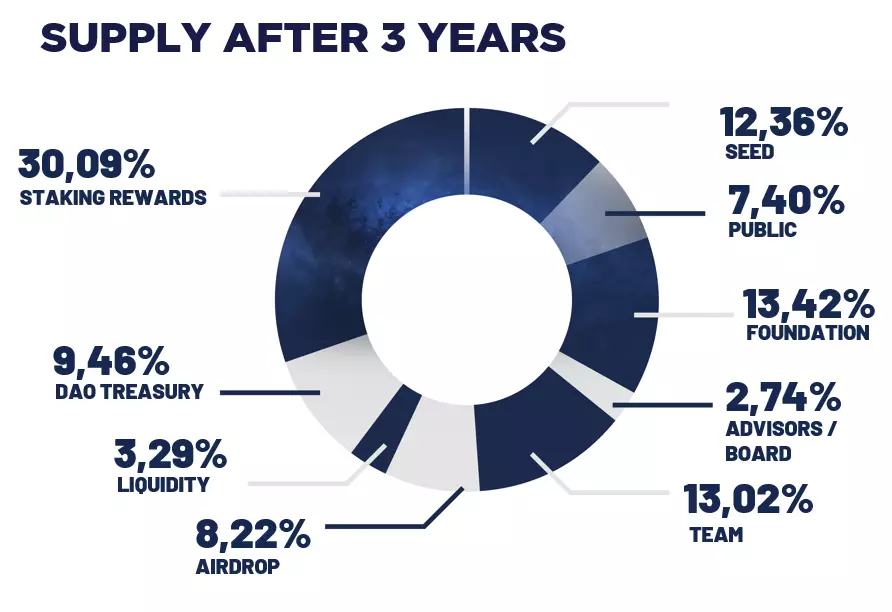 SUPPLY AFTER 3 YEARS
12,36%
SEED
7,40%
PUBLIC
13,42%
FOUNDATION
2,74%
ADVISORS /
BOARD
13,02%
TEAM
8,22%
AIRDROP
3,29%
LIQUIDITY
9,46%
DAO TREASURY
30,09%
STAKING REWARDS